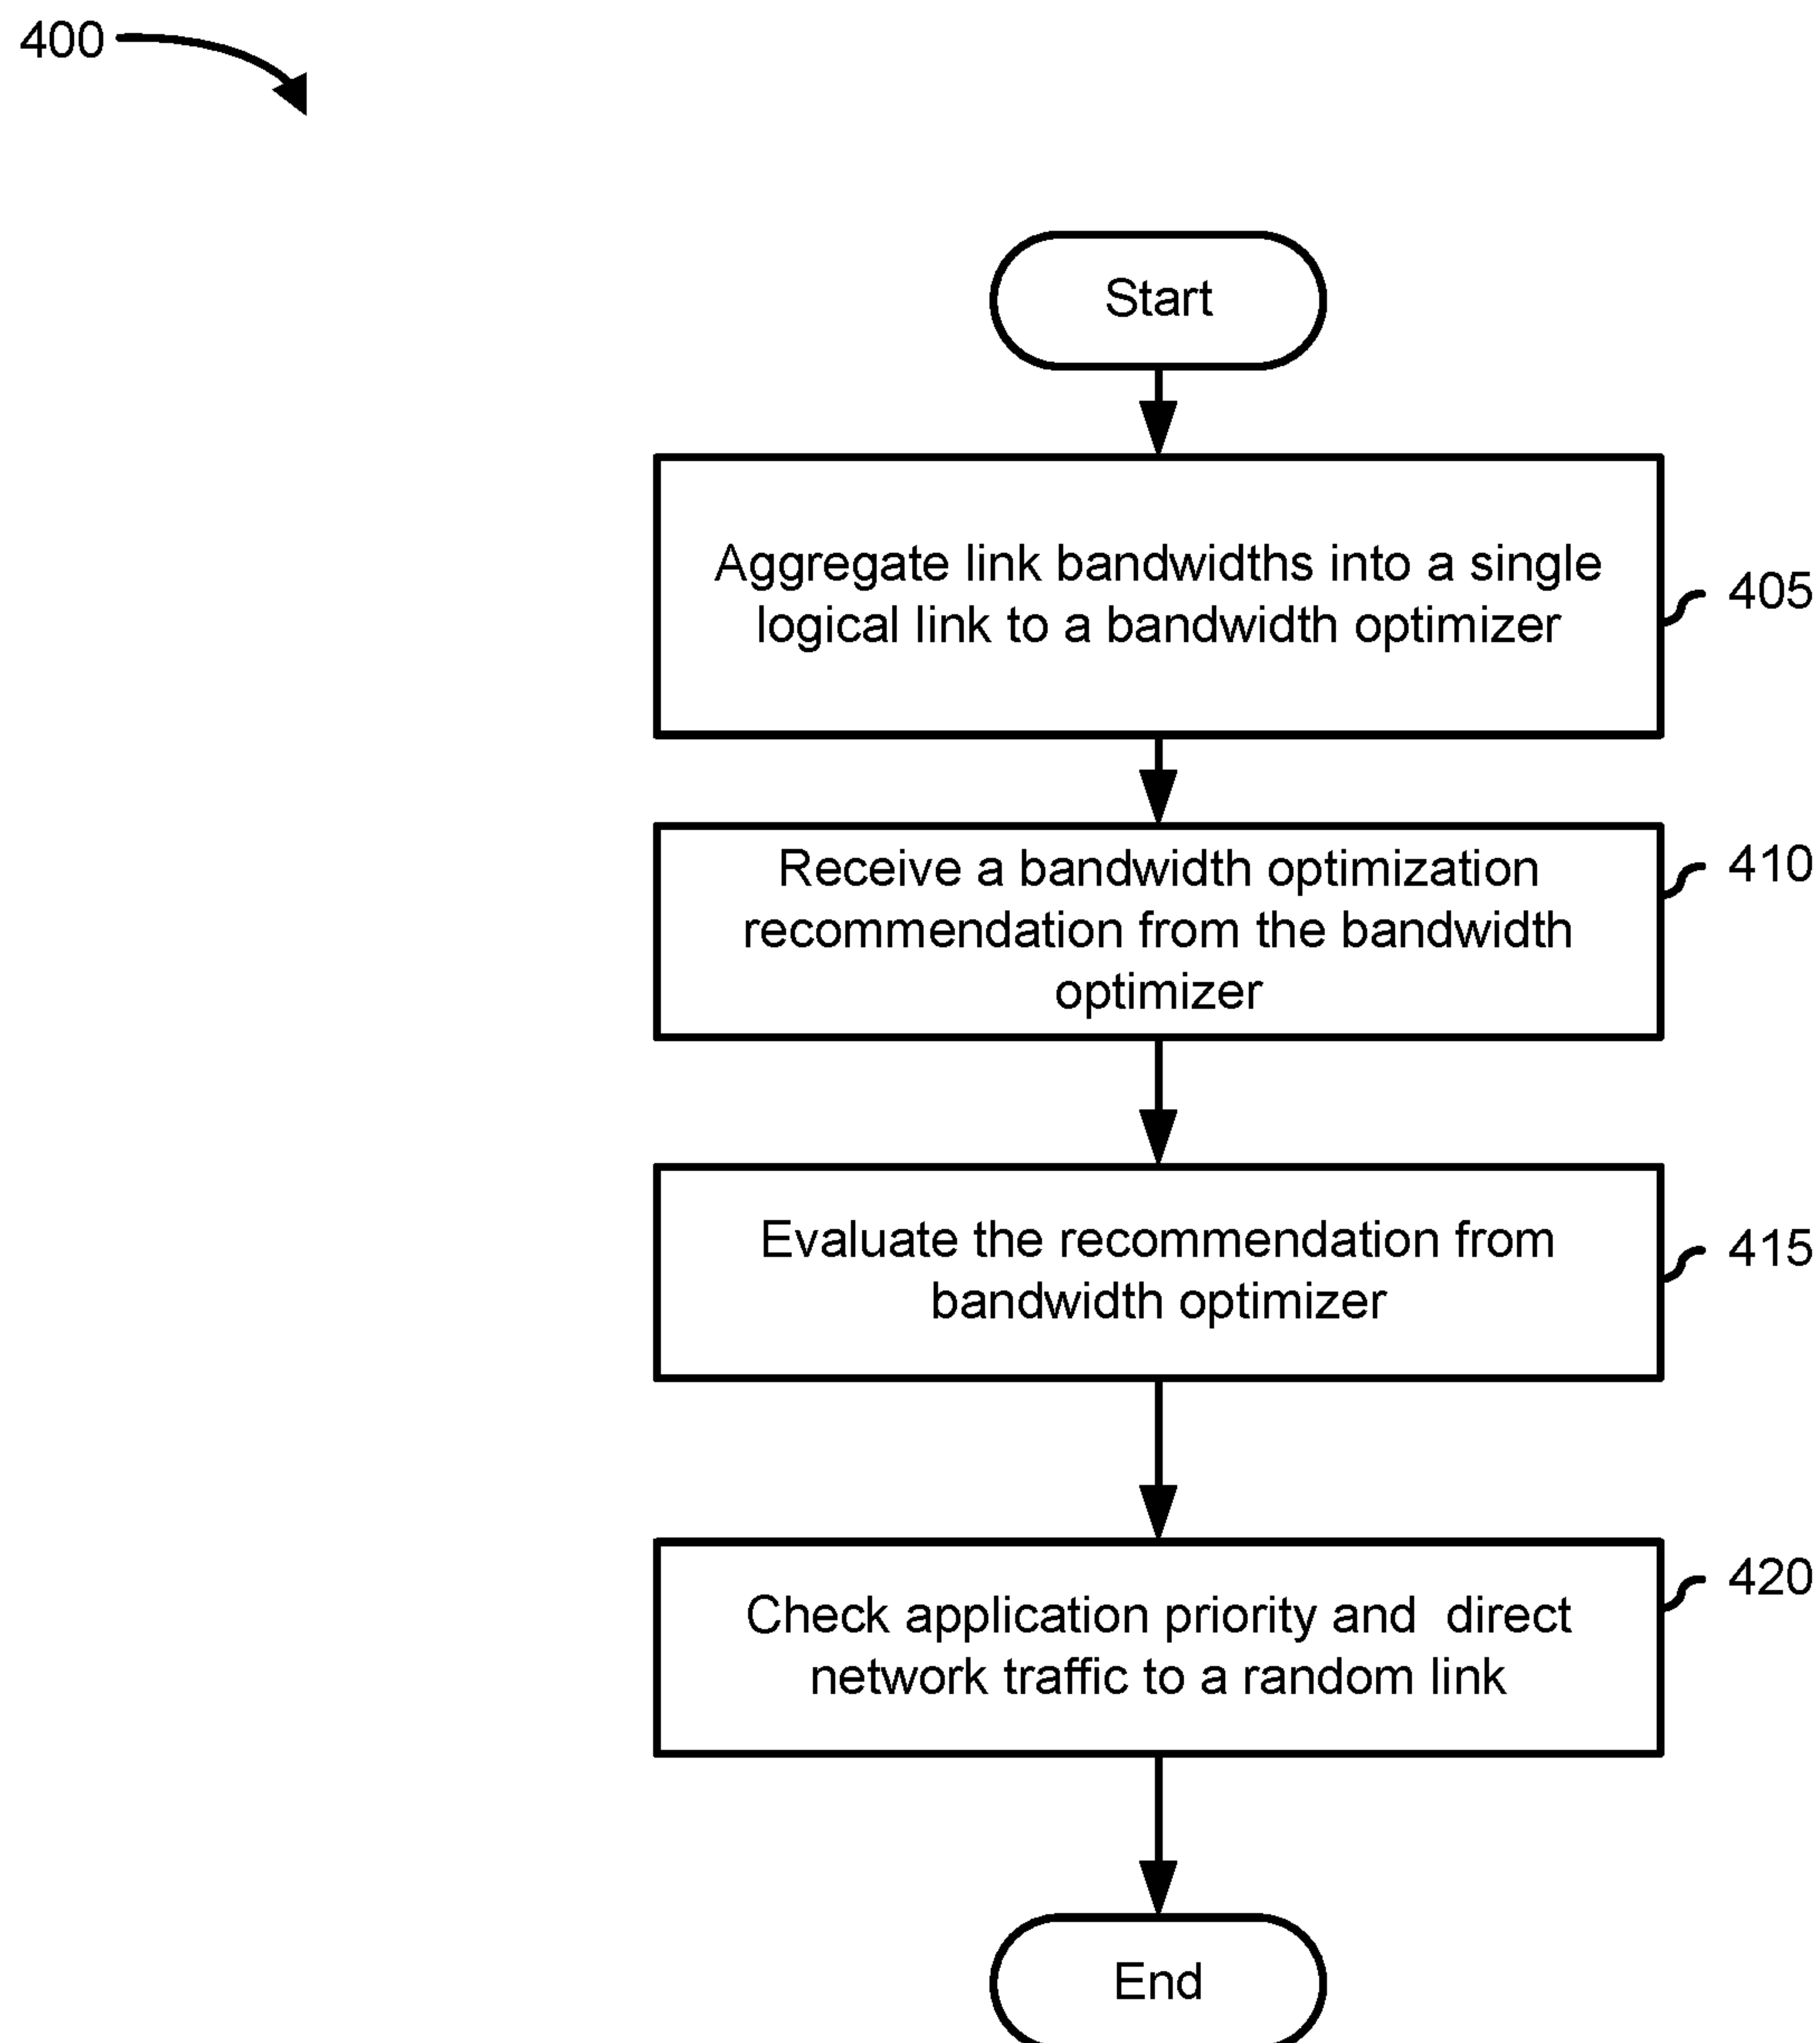 400
Start
Aggregate link bandwidths into a single
logical link to a bandwidth optimizer
405
Receive a bandwidth optimization
recommendation from the bandwidth
optimizer
410
Evaluate the recommendation from
bandwidth optimizer
415
Check application priority and  direct
network traffic to a random link
420
End